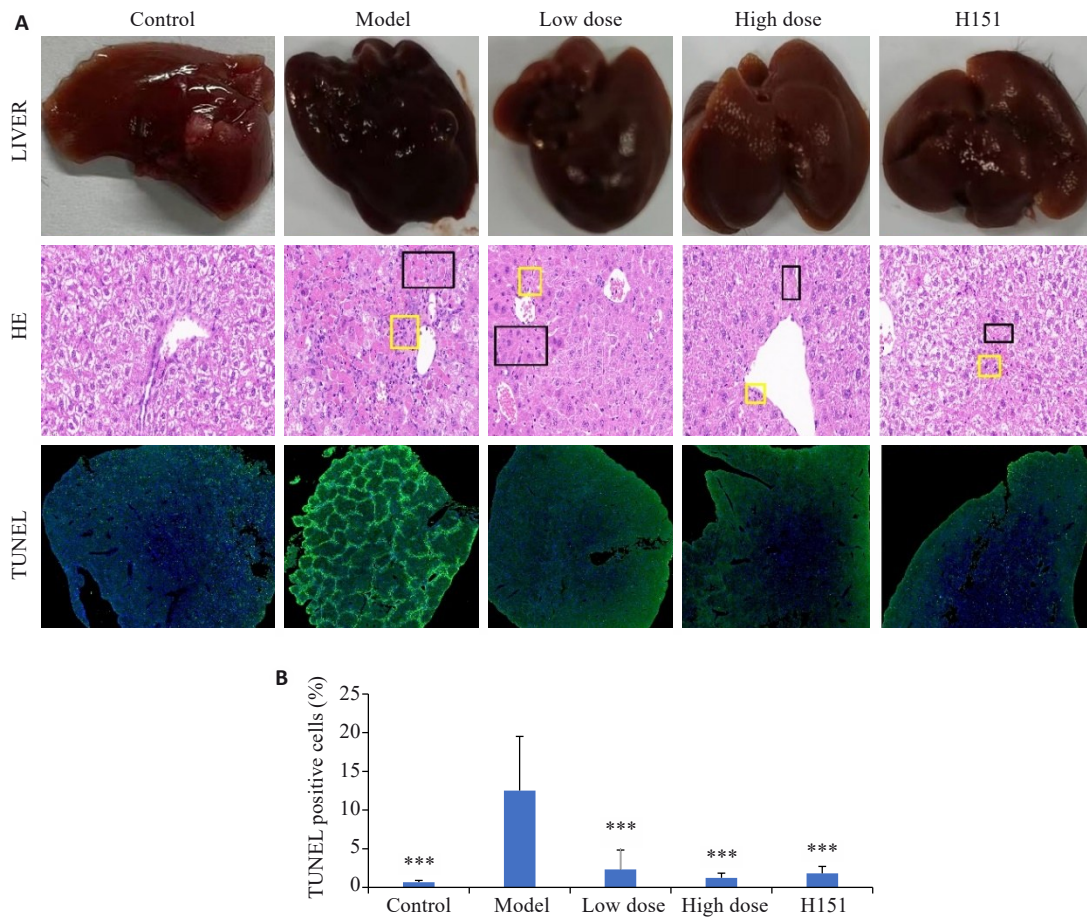 A
Control Model Low dose High dose H151
LIVER
HE
TUNEL
B
TUNEL positive cells (%)
25
20
15
10
5
0
*** *** *** ***
Control Model Low dose High dose H151